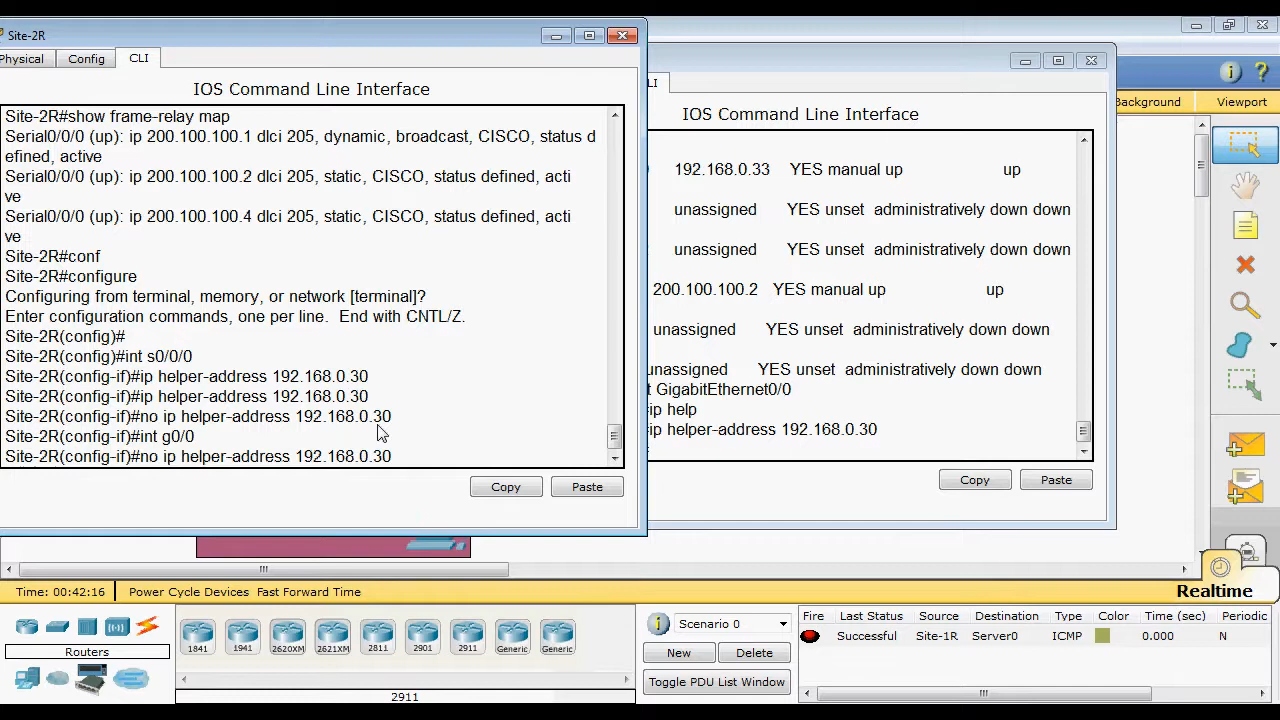 Site-2R
Physical
Config
CLI
IOS Command Line Interface
Site-2R#show frame-relay map
Serial0/0/0 (up): ip 200.100.100.1 dlci 205, dynamic, broadcast, CISCO, status d
efined, active
Serial0/0/0 (up): ip 200.100.100.2 dlci 205, static, CISCO, status defined, acti
ve
Serial0/0/0 (up): ip 200.100.100.4 dlci 205, static, CISCO, status defined, acti
ve
Site-2R#conf
Site-2R#configure
Configuring from terminal, memory, or network [terminal]?
Enter configuration commands, one per line.  End with CNTL/Z.
Site-2R(config)#
Site-2R(config)#int s0/0/0
Site-2R(config-if)#ip helper-address 192.168.0.30
Site-2R(config-if)#ip helper-address 192.168.0.30
Site-2R(config-if)#no ip helper-address 192.168.0.30
Site-2R(config-if)#int g0/0
Site-2R(config-if)#no ip helper-address 192.168.0.30
Copy
Paste
LI
IOS Command Line Interface
192.168.0.33 YES manual up up
unassigned YES unset administratively down down
unassigned YES unset administratively down down
200.100.100.2 YES manual up up
unassigned YES unset administratively down down
unassigned YES unset administratively down down
t GigabitEthernet0/0
#ip help
ip helper-address 192.168.0.30
Copy
Paste
Background
Viewport
Time: 00:42:16
Power Cycle Devices Fast Forward Time
Realtime
Routers
1841
1941
2620XM
2621XM
2811
2901
2911
Generic
Generic
2911
Scenario 0
New
Delete
Toggle PDU List Window
Fire Last Status Source Destination Type Color Time (sec) Periodic
Successful Site-1R Server0 ICMP 0.000 N